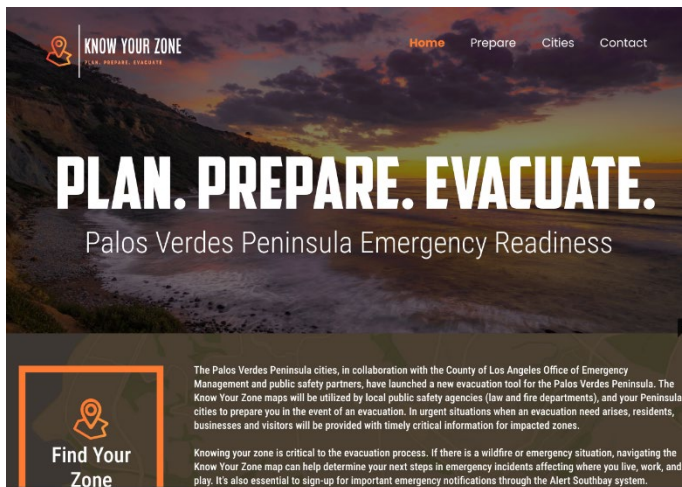 KNOW YOUR ZONE
PLAN. PREPARE. EVACUATE
Home Prepare Cities Contact
PLAN. PREPARE. EVACUATE.
Palos Verdes Peninsula Emergency Readiness
Find Your
Zone
The Palos Verdes Peninsula cities, in collaboration with the County of Los Angeles Office of Emergency
Management and public safety partners, have launched a new evacuation tool for the Palos Verdes Peninsula. The
Know Your Zone maps will be utilized by local public safety agencies (law and fire departments), and your Peninsula
cities to prepare you in the event of an evacuation. In urgent situations when an evacuation need arises, residents,
businesses and visitors will be provided with timely critical information for impacted zones.
Knowing your zone is critical to the evacuation process. If there is a wildfire or emergency situation, navigating the
Know Your Zone map can help determine your next steps in emergency incidents affecting where you live, work, and
play. It's also essential to sign-up for important emergency notifications through the Alert Southbay system.